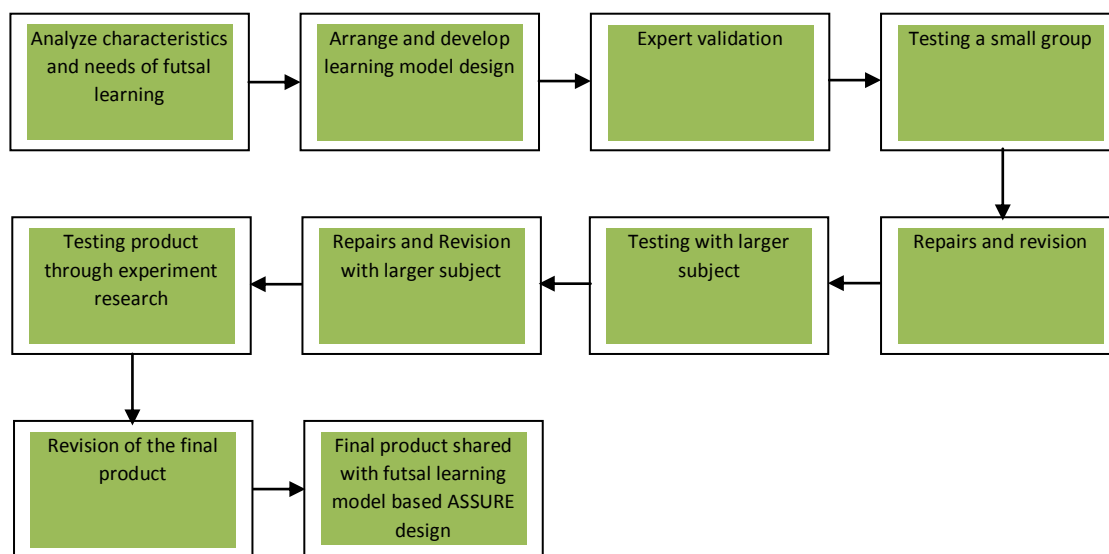 Analyze characteristics
and needs of futsal
learning
Arrange and develop
learning model design
Expert validation
Testing a small group
Repairs and revision
Testing with larger
subject
Repairs and Revision
with larger subject
Testing product
through experiment
research
Revision of the final
product
Final product shared
with futsal learning
model based ASSURE
design